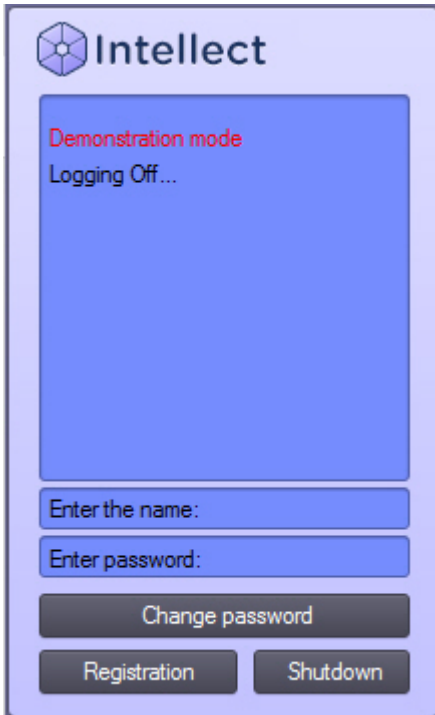 Intellect
Demonstration mode
Logging Off...
Enter the name:
Enter password:
Change password
Registration
Shutdown